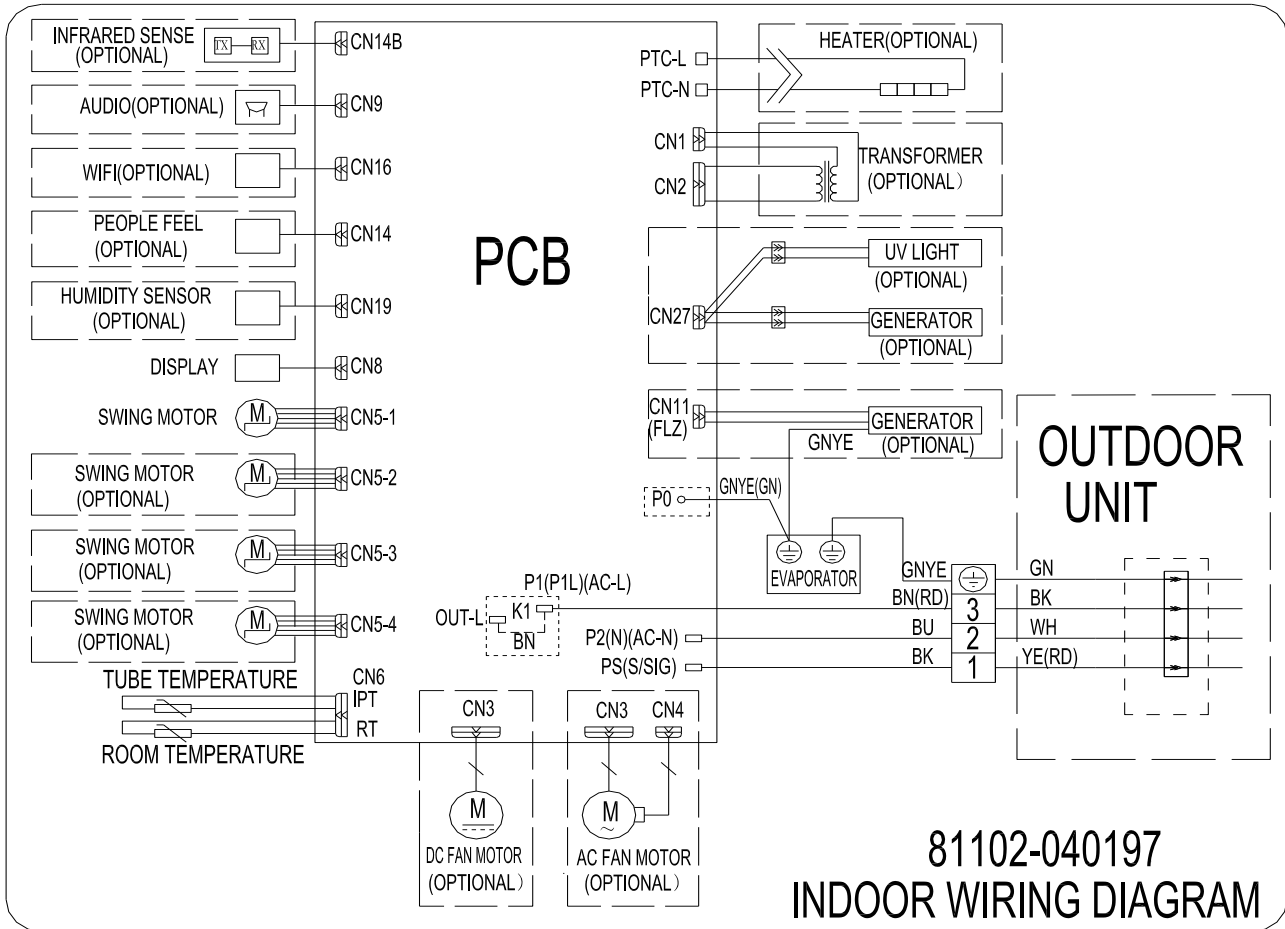 INFRARED SENSE
(OPTIONAL)
TX
RX
CN14B
AUDIO(OPTIONAL)
CN9
WIFI(OPTIONAL)
CN16
PEOPLE FEEL
(OPTIONAL)
CN14
HUMIDITY SENSOR
(OPTIONAL)
CN19
DISPLAY
CN8
SWING MOTOR
M
CN5-1
SWING MOTOR
(OPTIONAL)
M
CN5-2
SWING MOTOR
(OPTIONAL)
M
CN5-3
SWING MOTOR
(OPTIONAL)
M
CN5-4
TUBE TEMPERATURE
CN6
IPT
RT
ROOM TEMPERATURE
PCB
PTC-L
PTC-N
HEATER(OPTIONAL)
CN1
CN2
TRANSFORMER
(OPTIONAL)
CN27
UV LIGHT
(OPTIONAL)
GENERATOR
(OPTIONAL)
CN11
(FLZ)
GENERATOR
(OPTIONAL)
GNYE
P0
GNYE(GN)
EVAPORATOR
P1(P1L)(AC-L)
OUT-L
K1
BN
P2(N)(AC-N)
PS(S/SIG)
GNYE
BN(RD)
BU
BK
3
2
1
GN
BK
WH
YE(RD)
OUTDOOR
UNIT
CN3
M
DC FAN MOTOR
(OPTIONAL)
CN3
CN4
M
~
AC FAN MOTOR
(OPTIONAL)
81102-040197
INDOOR WIRING DIAGRAM